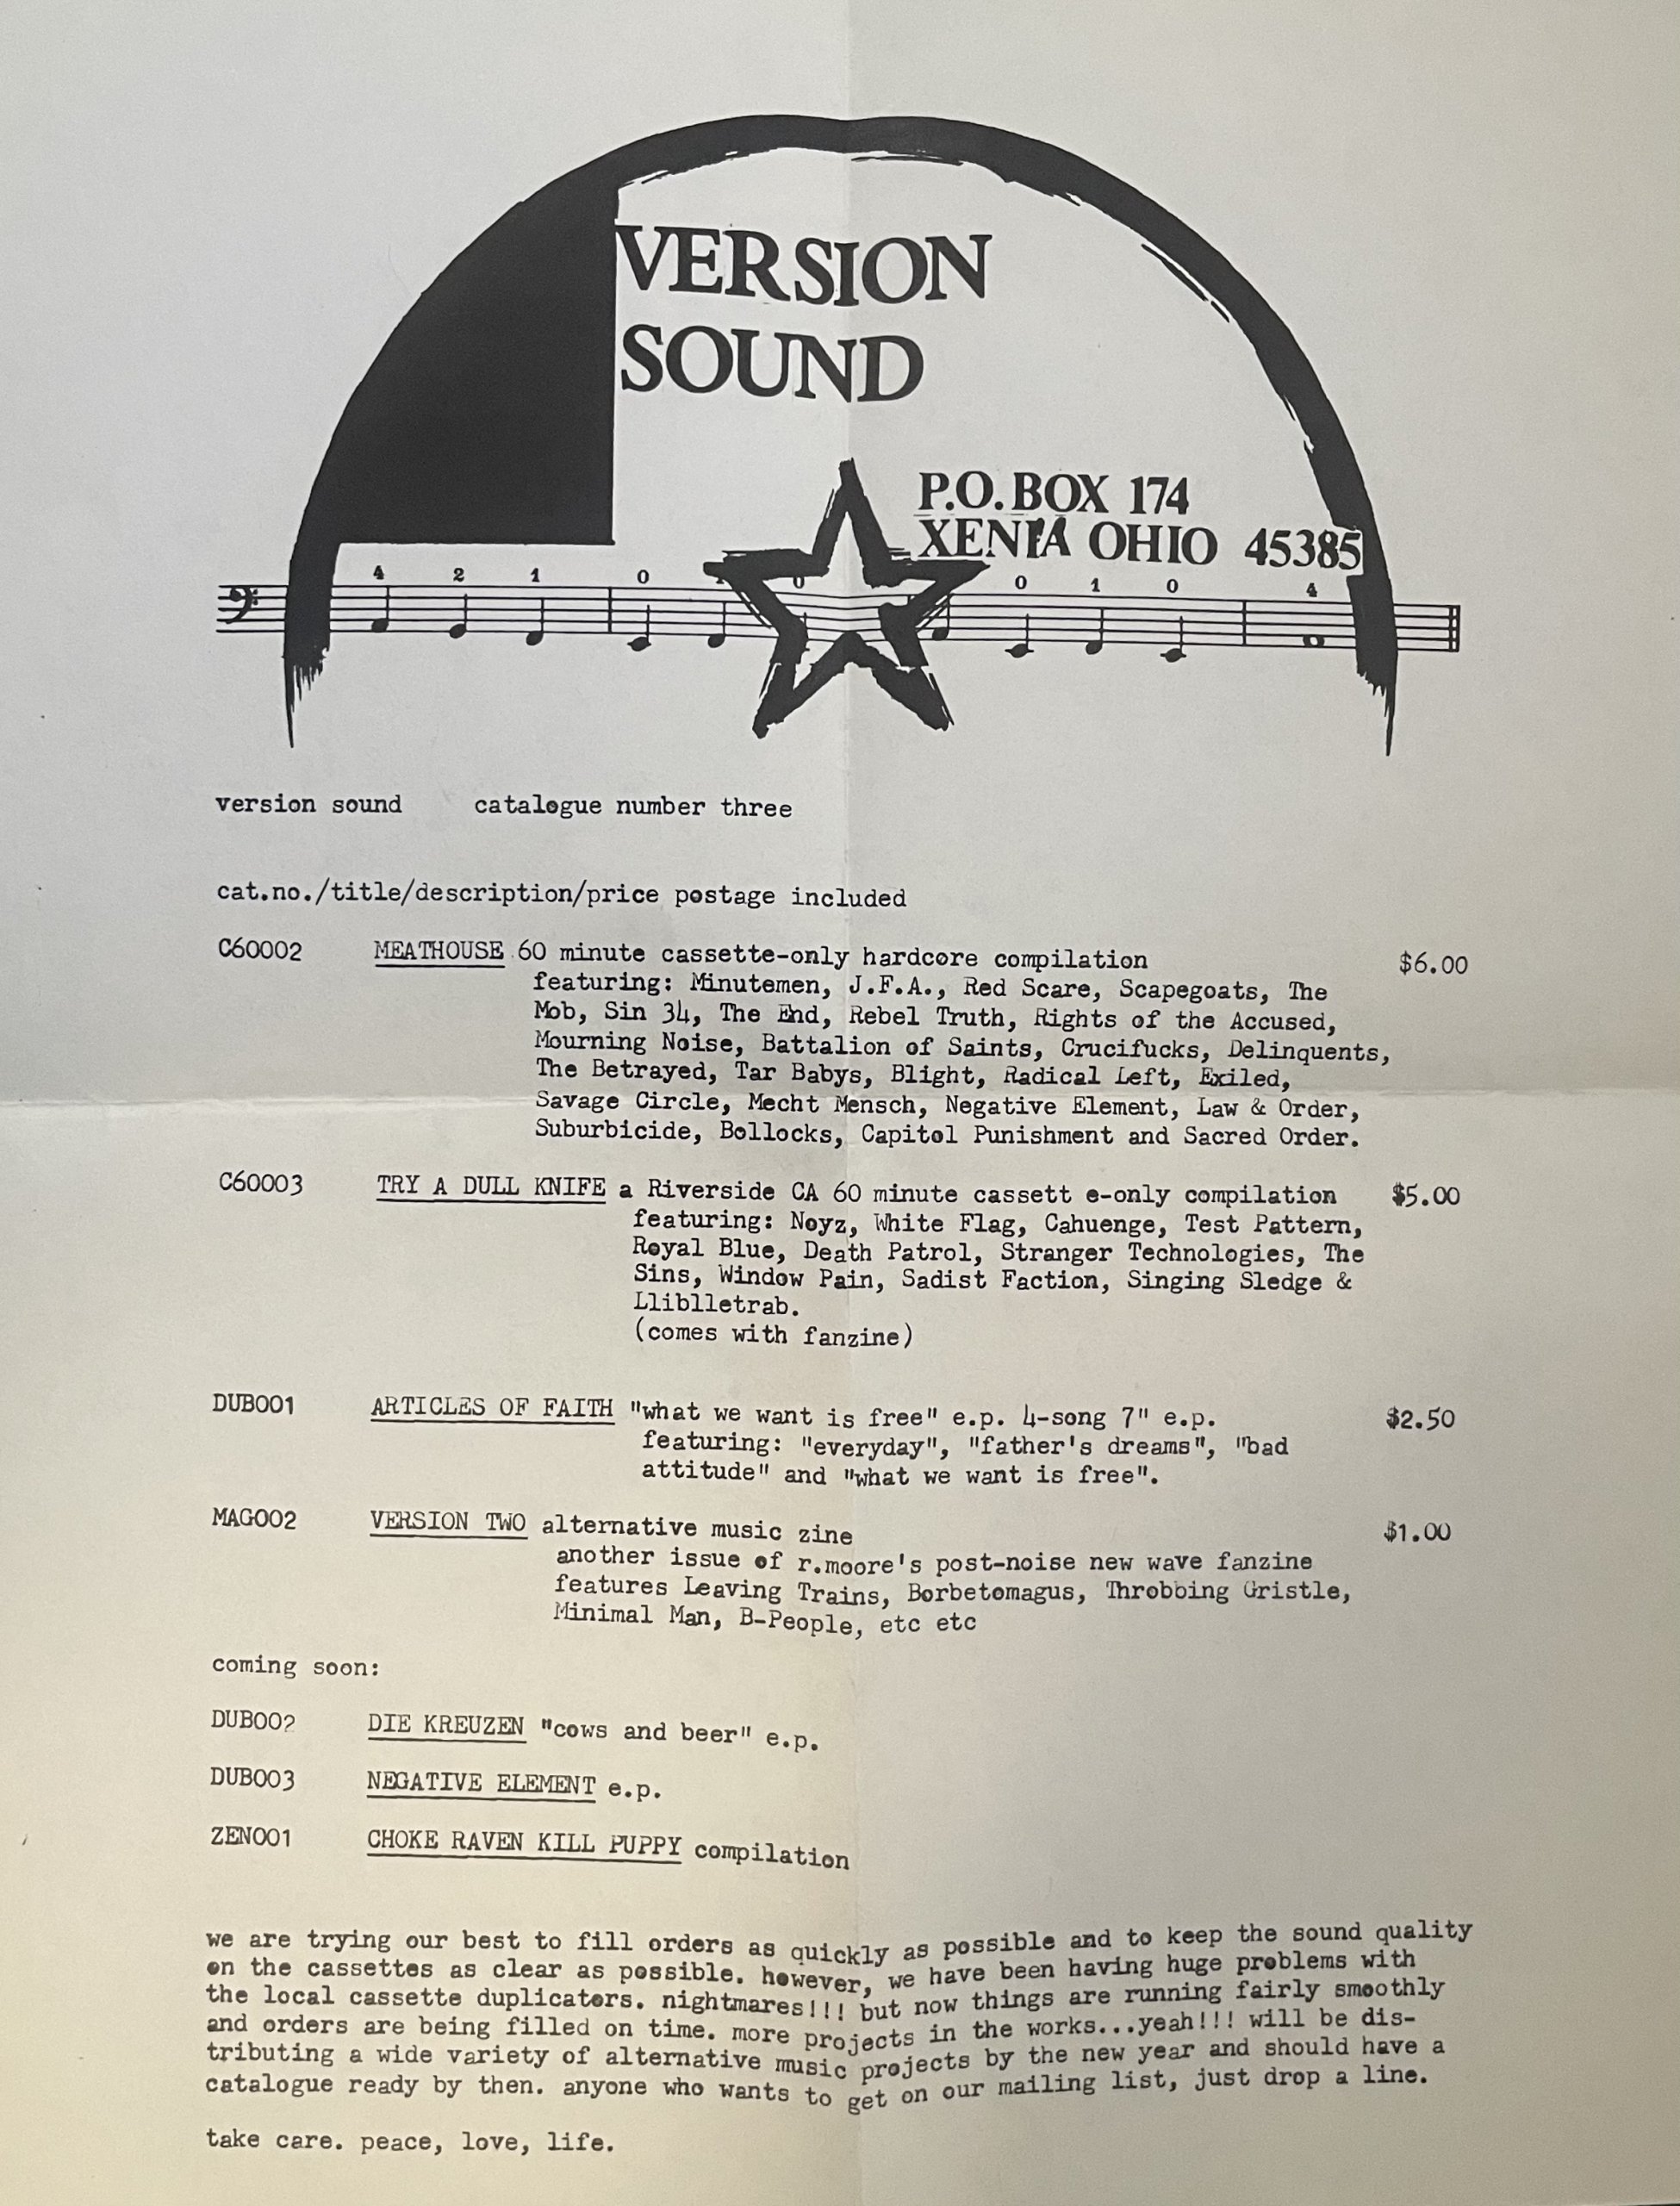 VERSION
SOUND
P.O. BOX 174
XENIA OHIO 45385
4 2 1 0 0 0 1 0 4
version sound catalogue number three
cat.no./title/description/price postage included
C60002 MEATHOUSE 60 minute cassette-only hardcore compilation $6.00
featuring: Minutemen, J.F.A., Red Scare, Scapegoats, The
Mob, Sin 34, The End, Rebel Truth, Rights of the Accused,
Mourning Noise, Battalion of Saints, Crucifucks, Delinquents,
The Betrayed, Tar Babys, Blight, Radical Left, Exiled,
Savage Circle, Mecht Mensch, Negative Element, Law & Order,
Suburbicide, Bollocks, Capitol Punishment and Sacred Order.
C60003 TRY A DULL KNIFE a Riverside CA 60 minute cassett e-only compilation $5.00
featuring: Noyz, White Flag, Cahuenge, Test Pattern,
Royal Blue, Death Patrol, Stranger Technologies, The
Sins, Window Pain, Sadist Faction, Singing Sledge &
Lliblletrab.
(comes with fanzine)
DUB001 ARTICLES OF FAITH "what we want is free" e.p. 4-song 7" e.p. $2.50
featuring: "everyday", "father's dreams", "bad
attitude" and "what we want is free".
MAG002 VERSION TWO alternative music zine $1.00
another issue of r.moore's post-noise new wave fanzine
features Leaving Trains, Borbetomagus, Throbbing Gristle,
Minimal Man, B-People, etc etc
coming soon:
DUB002 DIE KREUZEN "cows and beer" e.p.
DUB003 NEGATIVE ELEMENT e.p.
ZEN001 CHOKE RAVEN KILL PUPPY compilation
we are trying our best to fill orders as quickly as possible and to keep the sound quality
on the cassettes as clear as possible. however, we have been having huge problems with
the local cassette duplicators. nightmares!!! but now things are running fairly smoothly
and orders are being filled on time. more projects in the works...yeah!!! will be dis-
tributing a wide variety of alternative music projects by the new year and should have a
catalogue ready by then. anyone who wants to get on our mailing list, just drop a line.
take care. peace, love, life.